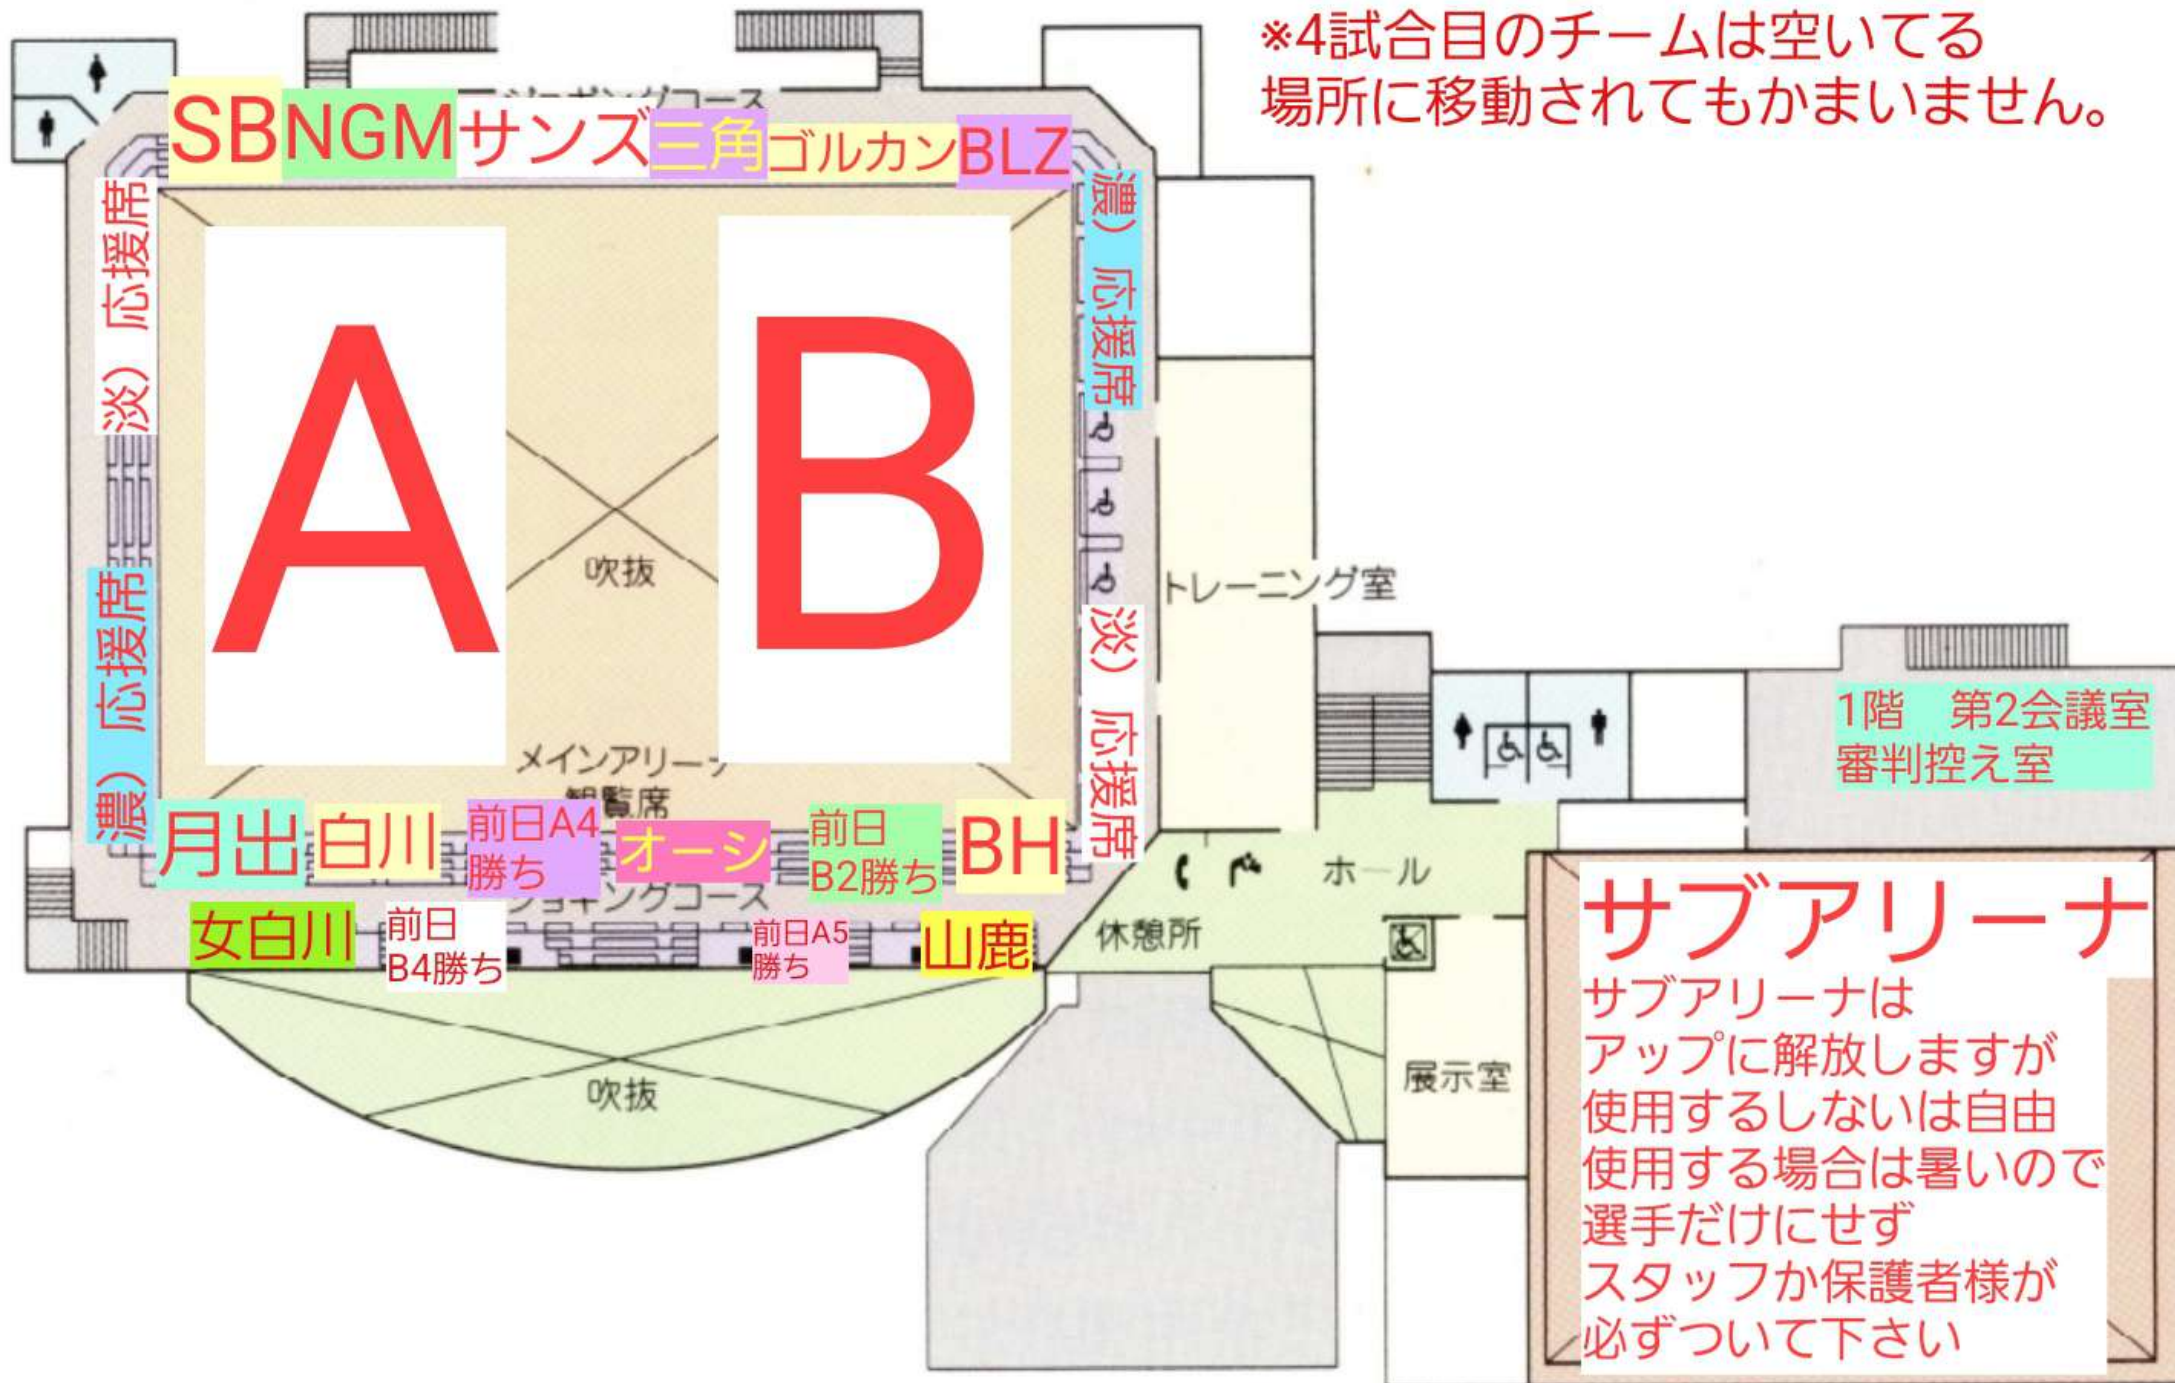 ※4試合目のチームは空いてる
場所に移動されてもかまいません。
SB
NGM
サンズ
三角
ゴルカン
BLZ
淡）応援席
濃）応援席
A
B
吹抜
トレーニング室
濃）応援席
淡）応援席
メインアリーナ
観覧席
1階　第2会議室
審判控え室
月出
白川
前日A4
勝ち
オーシ
前日
B2勝ち
BH
ホール
女白川
前日
B4勝ち
前日A5
勝ち
山鹿
休憩所
吹抜
展示室
サブアリーナ
サブアリーナは
アップに解放しますが
使用するしないは自由
使用する場合は暑いので
選手だけにせず
スタッフか保護者様が
必ずついて下さい